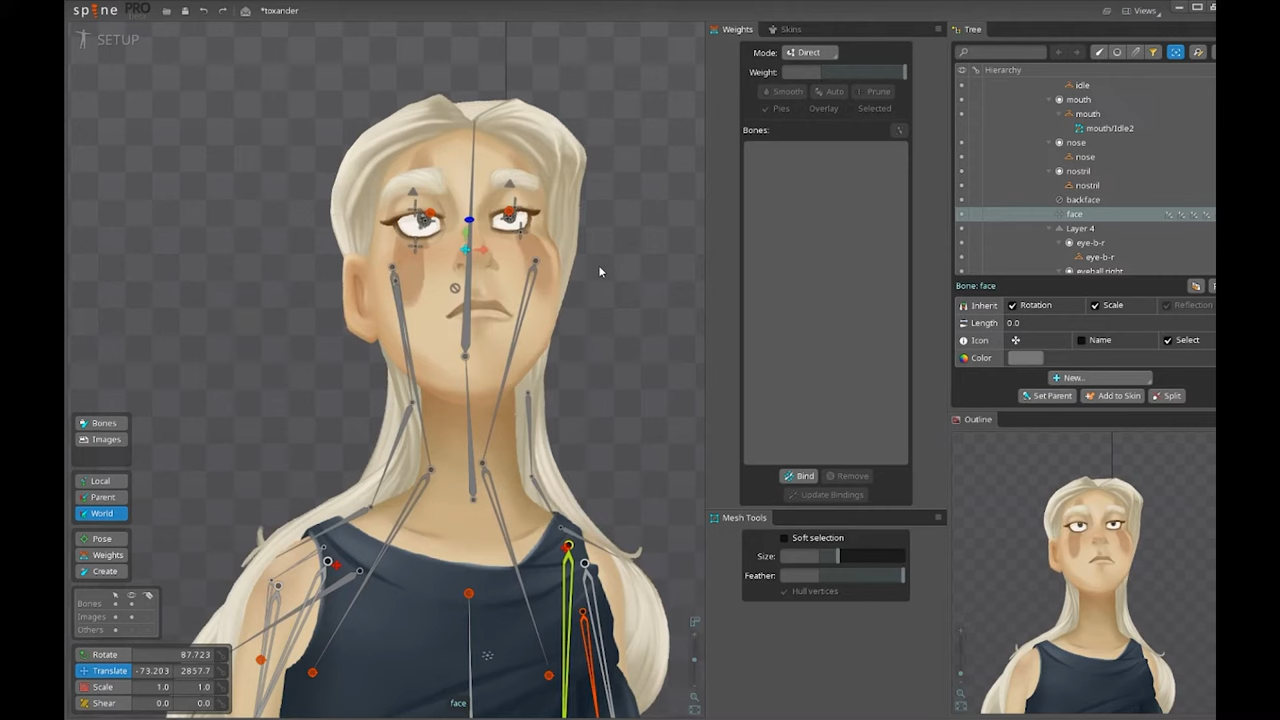 spine PRO
beta
*toxander
Views
SETUP
Weights
Skins
Tree
Mode:
Direct
Weight:
Smooth
Auto
Prune
Pies
Overlay
Selected
Bones:
Bind
Remove
Update Bindings
Mesh Tools
Soft selection
Size:
Feather:
Hull vertices
Hierarchy
idle
mouth
mouth
mouth/Idle2
nose
nose
nostril
nostril
backface
face
Layer 4
eye-b-r
eye-b-r
eyeball right
Bone: face
Inherit
Rotation
Scale
Reflection
Length
0.0
Icon
Name
Select
Color
New...
Set Parent
Add to Skin
Split
Outline
Bones
Images
Local
Parent
World
Pose
Weights
Create
Bones
Images
Others
Rotate 87.723
Translate -73.203 2857.7
Scale 1.0 1.0
Shear 0.0 0.0
face